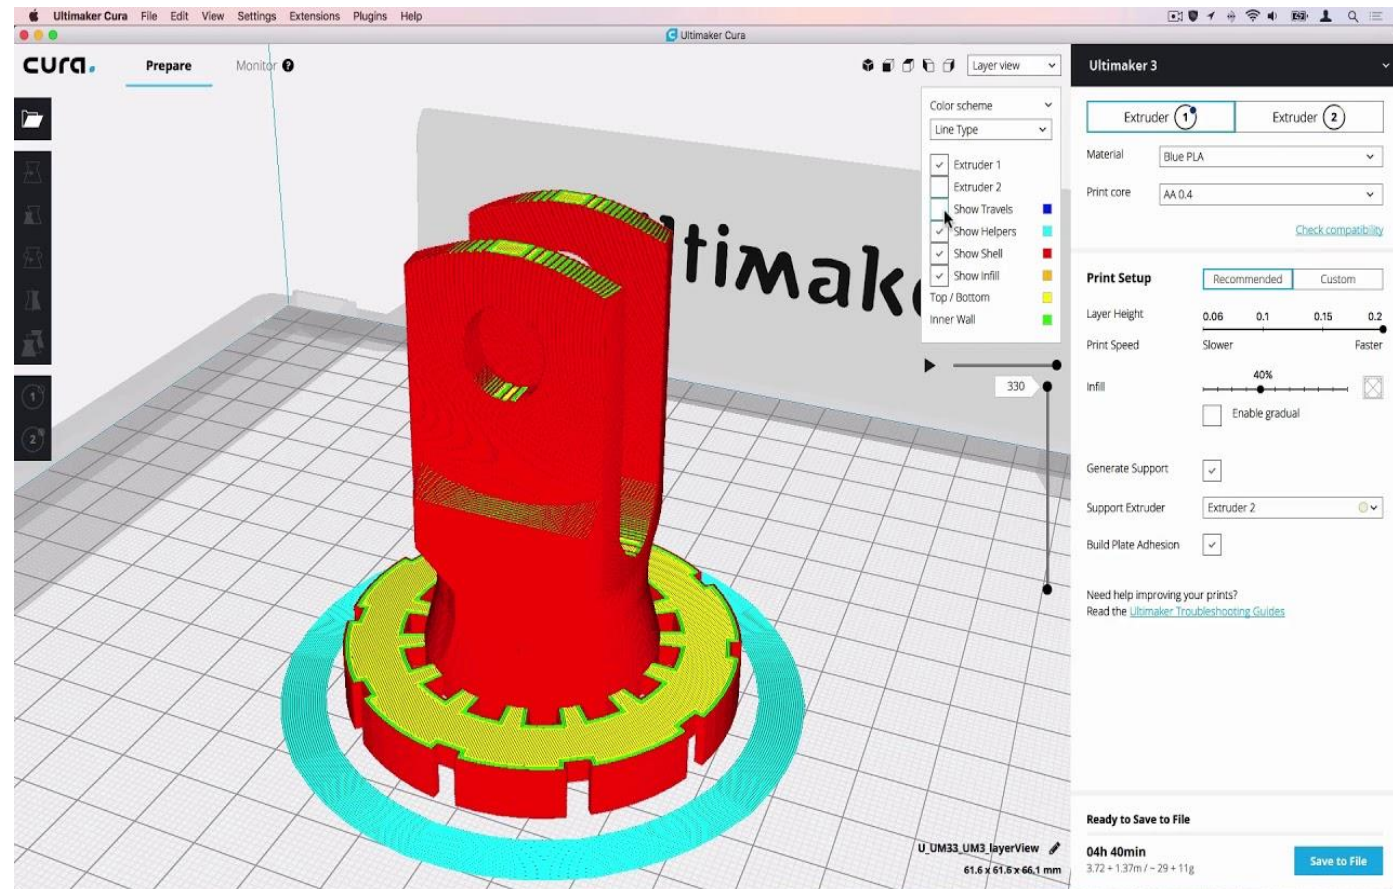 Ultimaker Cura File Edit View Settings Extensions Plugins Help
Ultimaker Cura
cura. Prepare Monitor ?
Layer view
Ultimaker 3
Color scheme
Line Type
Extruder 1
Extruder 2
Show Travels
Show Helpers
Show Shell
Show Infill
Top / Bottom
Inner Wall
330
1
2
Extruder 1 Extruder 2
Material Blue PLA
Print core AA 0.4
Check compatibility
Print Setup Recommended Custom
Layer Height 0.06 0.1 0.15 0.2
Print Speed Slower Faster
Infill 40%
Enable gradual
Generate Support
Support Extruder Extruder 2
Build Plate Adhesion
Need help improving your prints?
Read the Ultimaker Troubleshooting Guides
U_UM33_UM3_layerView
61.6 x 61.6 x 66.1 mm
Ready to Save to File
04h 40min
3.72 + 1.37m / ~ 29 + 11g
Save to File